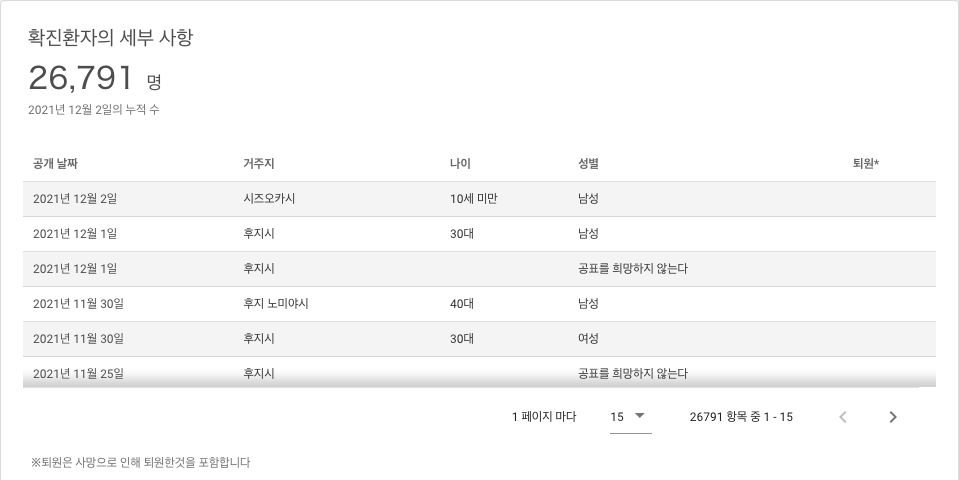 확진환자의 세부 사항
26,791 명
2021년 12월 2일의 누적 수
공개 날짜 거주지 나이 성별 퇴원*
2021년 12월 2일 시즈오카시 10세 미만 남성
2021년 12월 1일 후지시 30대 남성
2021년 12월 1일 후지시 공표를 희망하지 않는다
2021년 11월 30일 후지 노미야시 40대 남성
2021년 11월 30일 후지시 30대 여성
2021년 11월 25일 후지시 공표를 희망하지 않는다
1 페이지 마다 15 26791 항목 중 1 - 15
※퇴원은 사망으로 인해 퇴원한것을 포함합니다